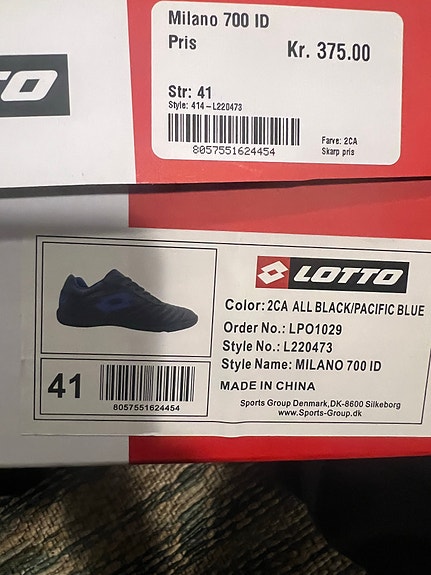 Milano 700 ID
Pris
Kr. 375.00
TO
Str: 41
Style: 414-L220473
8057551624454
Farve: 2CA
Skarp pris
LOTTO
Color: 2CA ALL BLACK/PACIFIC BLUE
Order No.: LPO1029
Style No.: L220473
Style Name: MILANO 700 ID
MADE IN CHINA
Sports Group Denmark,DK-8600 Silkeborg
www.Sports-Group.dk
41
8057551624454